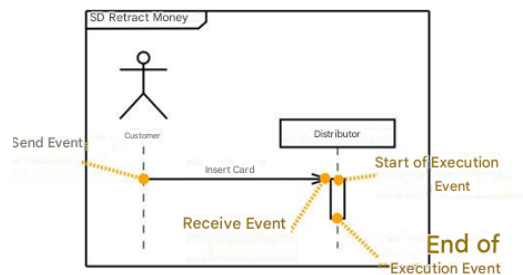 SD Retract Money
Customer
Distributor
Send Event
Insert Card
Start of Execution
Event
Receive Event
End of
Execution Event